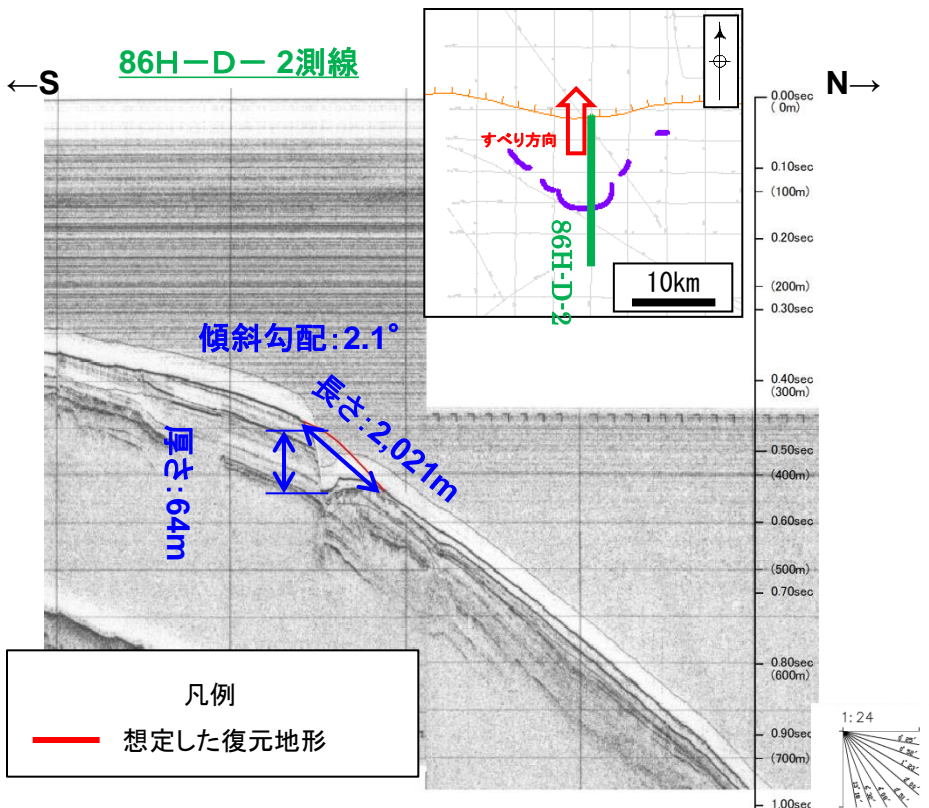 86H－D－2測線
←S
N→
すべり方向
86H-D-2
10km
0.00sec
(0m)
0.10sec
(100m)
0.20sec
(200m)
0.30sec
0.40sec
(300m)
0.50sec
(400m)
0.60sec
(500m)
0.70sec
0.80sec
(600m)
0.90sec
(700m)
1.00sec
傾斜勾配：2.1°
長さ：2,021m
厚さ：64m
凡例
想定した復元地形
1:24